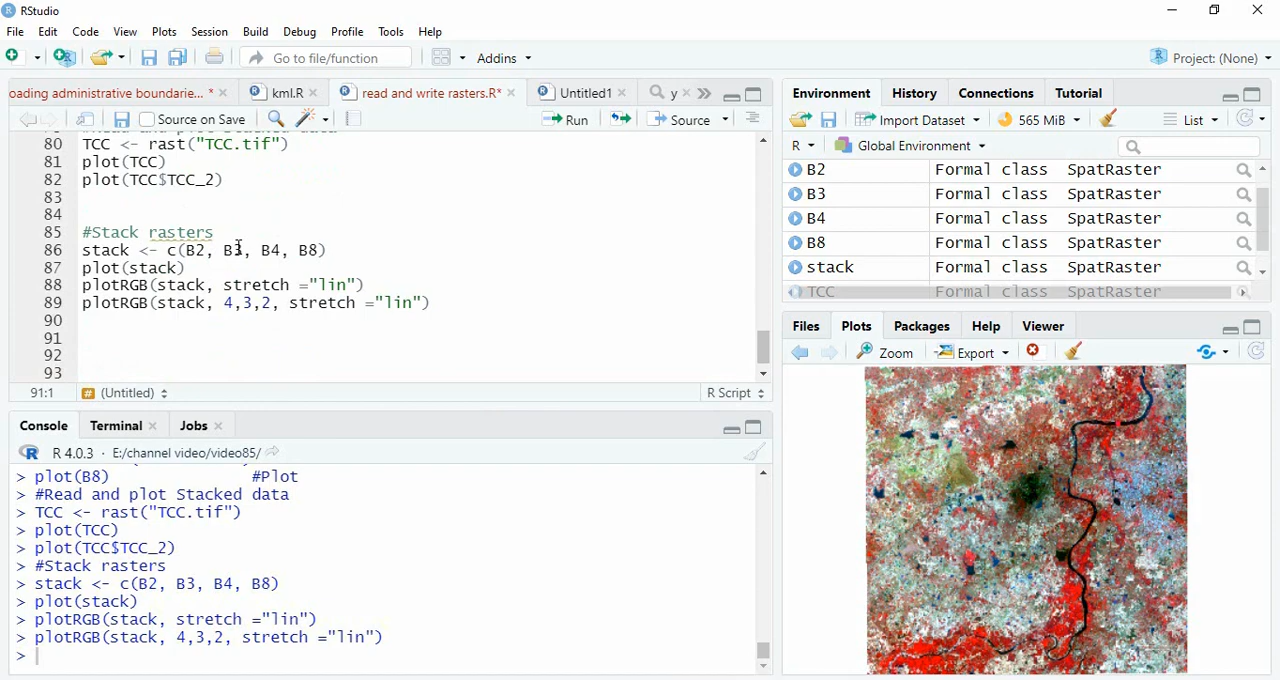 RStudio
File Edit Code View Plots Session Build Debug Profile Tools Help
Go to file/function Addins Project: (None)
oading administrative boundarie... * kml.R read and write rasters.R* Untitled1 y
Source on Save Run Source
80 TCC <- rast("TCC.tif")
81 plot(TCC)
82 plot(TCC$TCC_2)
83
84
85 #Stack rasters
86 stack <- c(B2, B3, B4, B8)
87 plot(stack)
88 plotRGB(stack, stretch ="lin")
89 plotRGB(stack, 4,3,2, stretch ="lin")
90
91
92
93
91:1 (Untitled) R Script
Console Terminal Jobs
R 4.0.3 · E:/channel video/video85/
> plot(B8) #Plot
> #Read and plot Stacked data
> TCC <- rast("TCC.tif")
> plot(TCC)
> plot(TCC$TCC_2)
> #Stack rasters
> stack <- c(B2, B3, B4, B8)
> plot(stack)
> plotRGB(stack, stretch ="lin")
> plotRGB(stack, 4,3,2, stretch ="lin")
>
Environment History Connections Tutorial
Import Dataset 565 MiB List
R Global Environment
B2 Formal class SpatRaster
B3 Formal class SpatRaster
B4 Formal class SpatRaster
B8 Formal class SpatRaster
stack Formal class SpatRaster
TCC Formal class SpatRaster
Files Plots Packages Help Viewer
Zoom Export